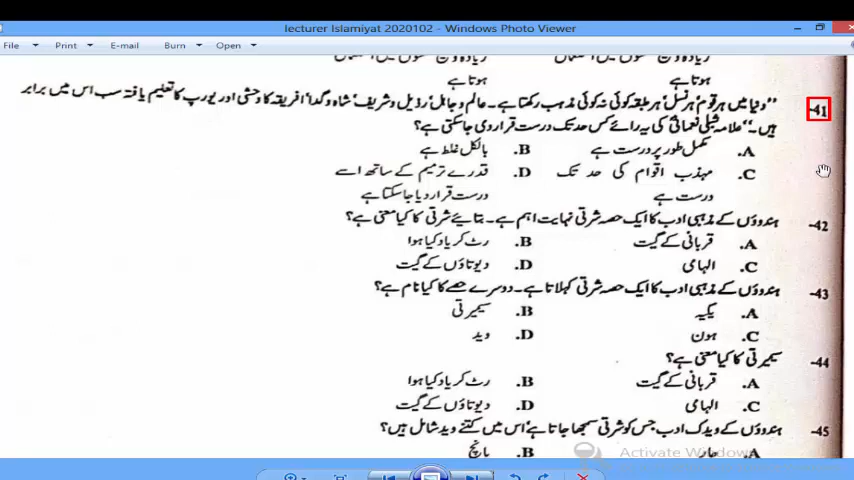 lecturer Islamiyat 2020102 - Windows Photo Viewer
File Print E-mail Burn Open
ہوتا ہے ہوتا ہے
41- "دنیا میں ہر قوم' ہر نسل' ہر طبقہ کوئی نہ کوئی مذہب رکھتا ہے۔ عالم و جاہل' رذیل و شریف' شاہ و گدا' افریقہ کا وحشی اور یورپ کا تعلیم یافتہ سب اس میں برابر
ہیں۔" علامہ شبلی نعمانیؒ کی یہ رائے کس حد تک درست قرار دی جا سکتی ہے؟
A. مکمل طور پر درست ہے B. بالکل غلط ہے
C. مہذب اقوام کی حد تک D. قدرے ترمیم کے ساتھ اسے
درست ہے درست قرار دیا جا سکتا ہے
42- ہندوؤں کے مذہبی ادب کا ایک حصہ شرتی نہایت اہم ہے۔ بتائیے شرتی کا کیا معنی ہے؟
A. قربانی کے گیت B. رٹ کر یاد کیا ہوا
C. الہامی D. دیوتاؤں کے گیت
43- ہندوؤں کے مذہبی ادب کا ایک حصہ شرتی کہلاتا ہے۔ دوسرے حصے کا کیا نام ہے؟
A. یگیہ B. سیمرتی
C. ہون D. وید
44- سیمرتی کا کیا معنی ہے؟
A. قربانی کے گیت B. رٹ کر یاد کیا ہوا
C. الہامی D. دیوتاؤں کے گیت
45- ہندوؤں کے ویدک ادب جس کو شرتی سمجھا جاتا ہے' اس میں کتنے وید شامل ہیں؟
A. چار B. پانچ
Activate Windows